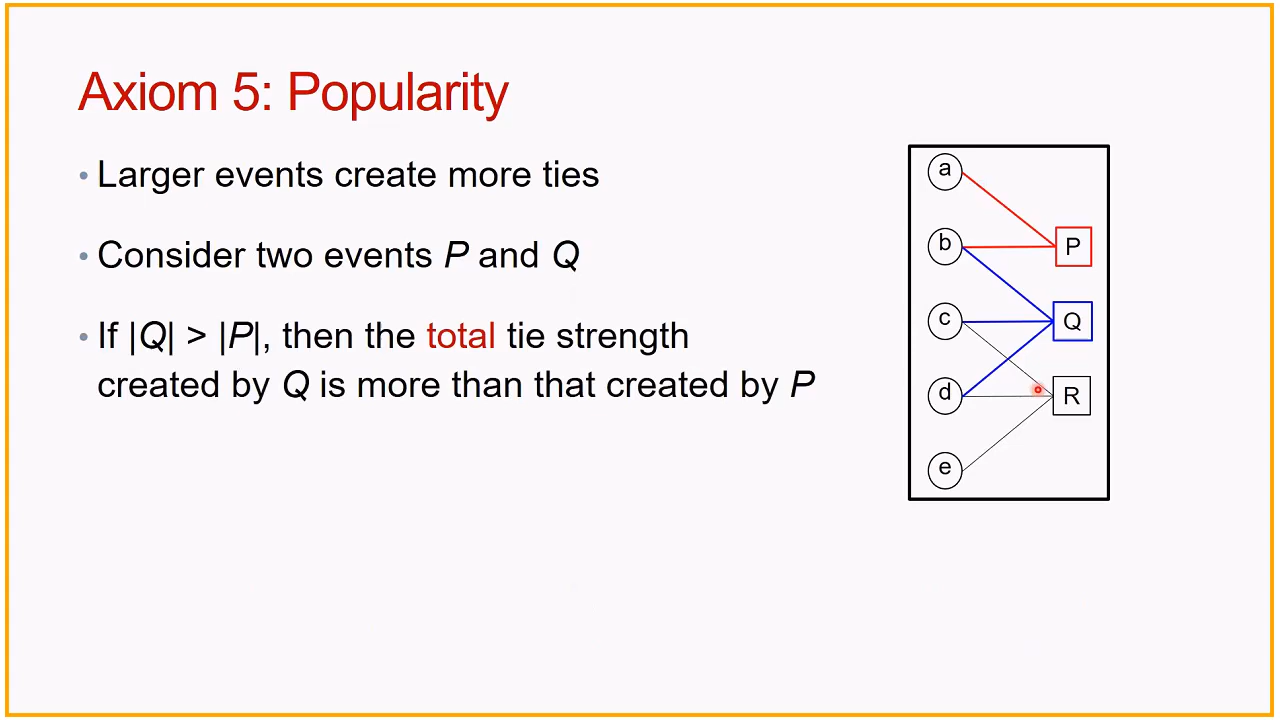 Axiom 5: Popularity
• Larger events create more ties
• Consider two events P and Q
• If |Q| > |P|, then the total tie strength
created by Q is more than that created by P
a
b
P
c
Q
d
R
e